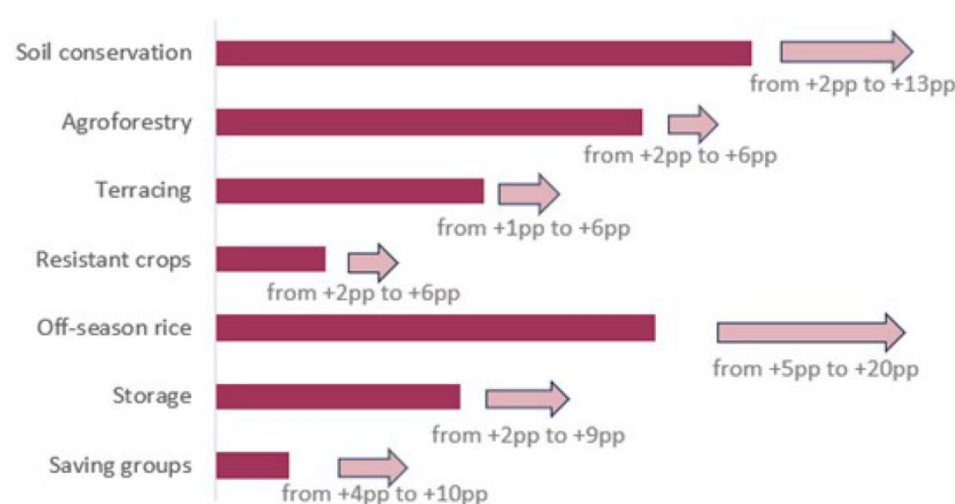 Soil conservation
from +2pp to +13pp
Agroforestry
from +2pp to +6pp
Terracing
from +1pp to +6pp
Resistant crops
from +2pp to +6pp
Off-season rice
from +5pp to +20pp
Storage
from +2pp to +9pp
Saving groups
from +4pp to +10pp